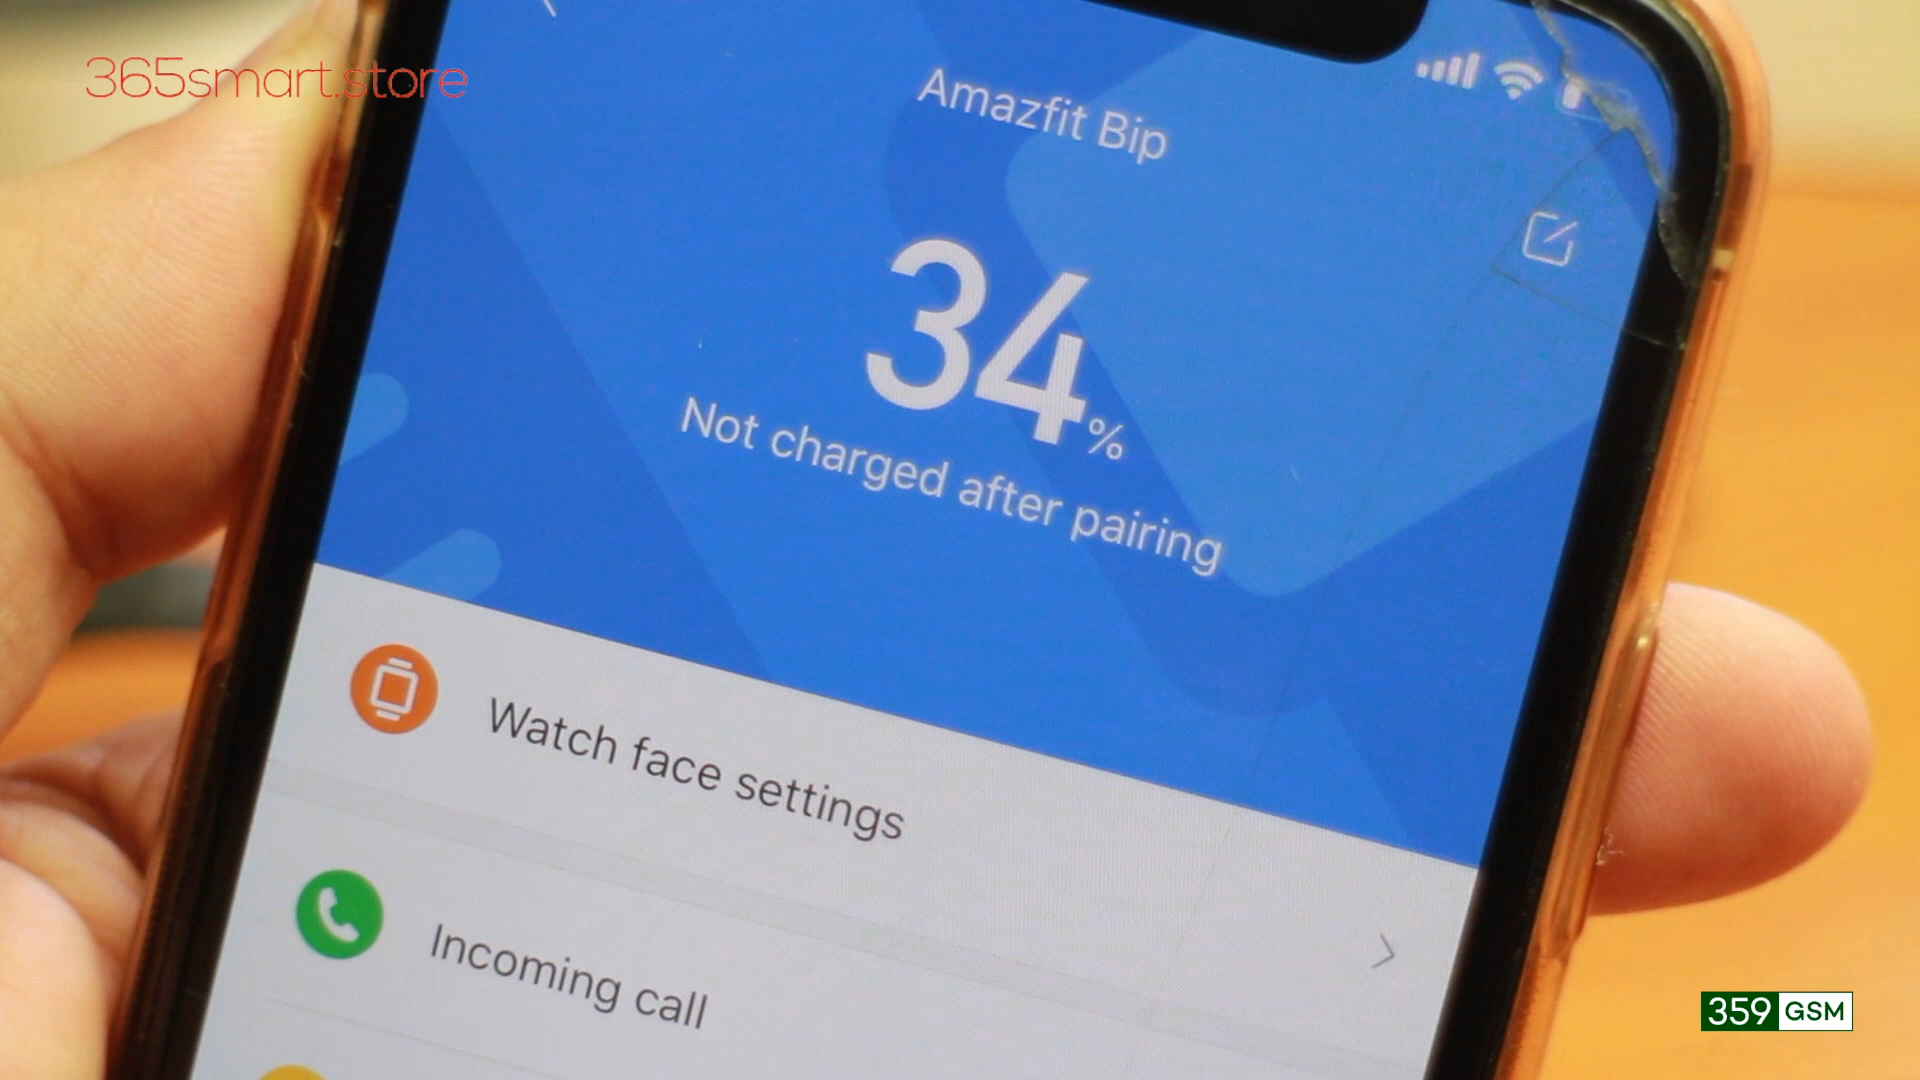 365smart.store
Amazfit Bip
34%
Not charged after pairing
Watch face settings
Incoming call
359 GSM